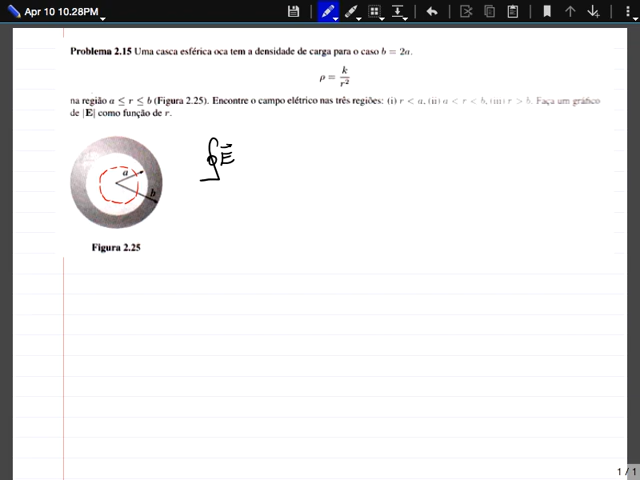 Apr 10 10.28PM
Problema 2.15 Uma casca esférica oca tem a densidade de carga para o caso b = 2a.
ρ = k/r²
na região a ≤ r ≤ b (Figura 2.25). Encontre o campo elétrico nas três regiões: (i) r < a, (ii) a < r < b, (iii) r > b. Faça um gráfico
de |E| como função de r.
∮E⃗
a
b
Figura 2.25
1 / 1